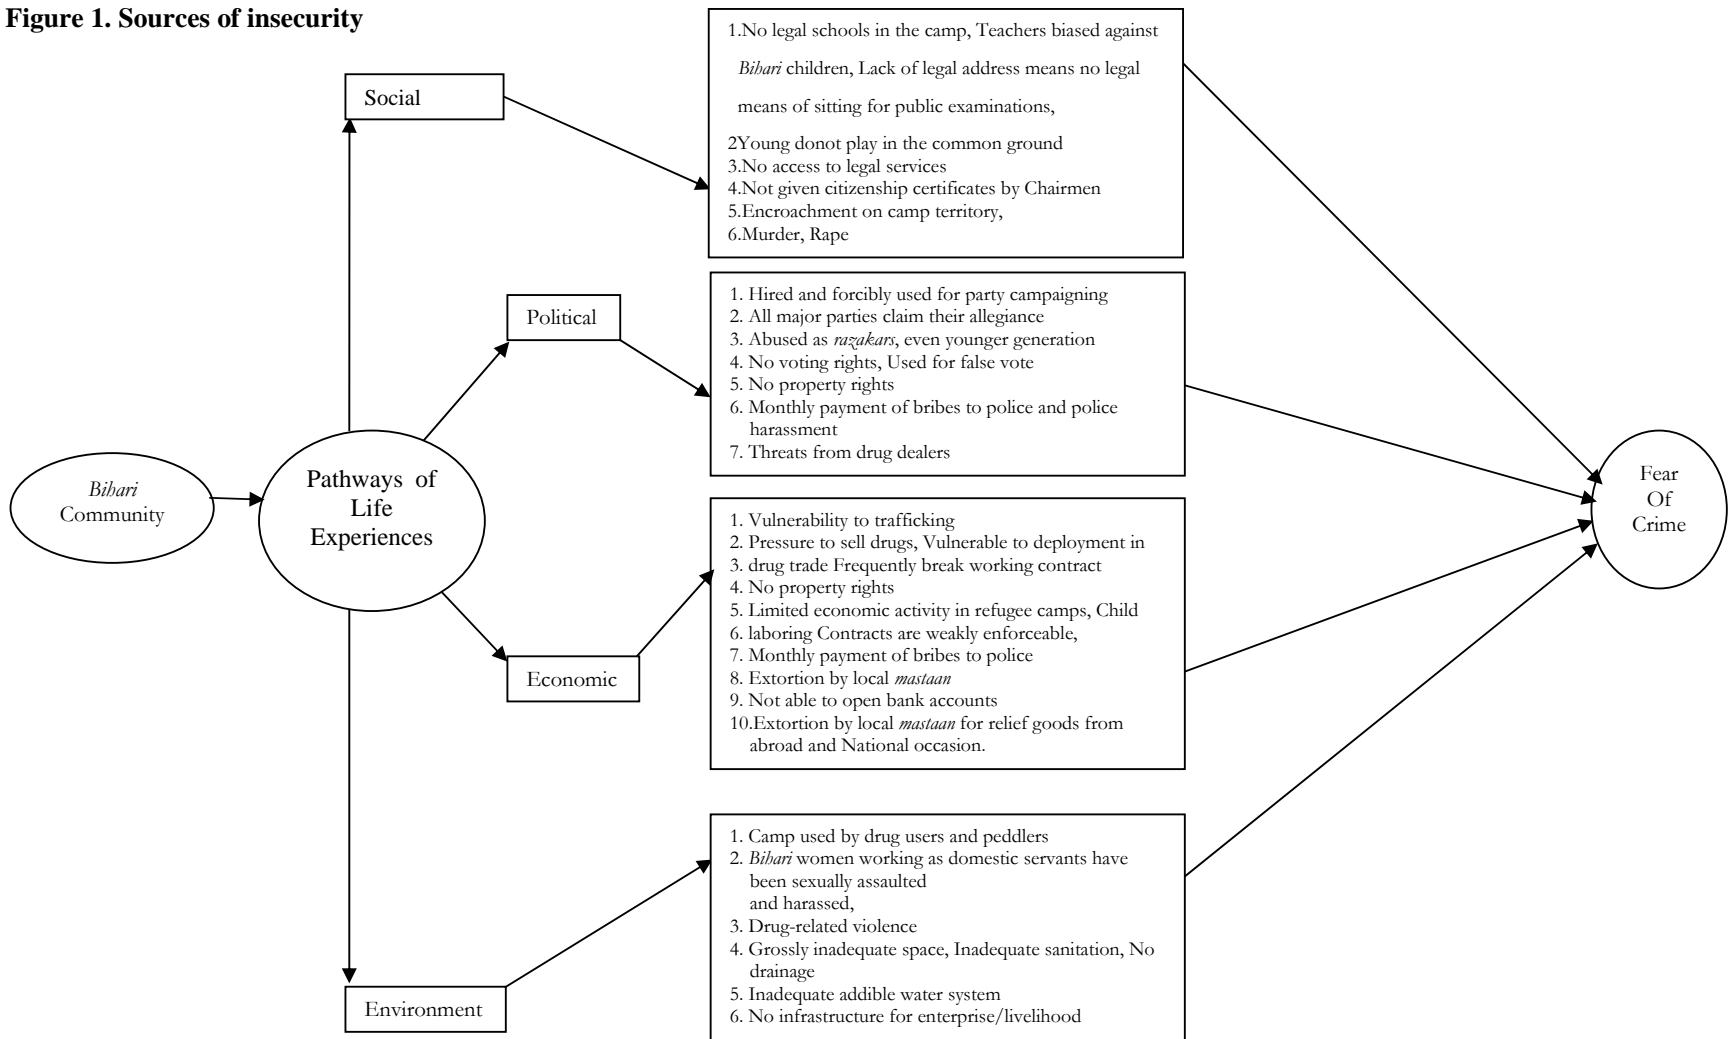 Figure 1. Sources of insecurity
Social
1.No legal schools in the camp, Teachers biased against
Bihari children, Lack of legal address means no legal
means of sitting for public examinations,
2Young donot play in the common ground
3.No access to legal services
4.Not given citizenship certificates by Chairmen
5.Encroachment on camp territory,
6.Murder, Rape
Political
1. Hired and forcibly used for party campaigning
2. All major parties claim their allegiance
3. Abused as razakars, even younger generation
4. No voting rights, Used for false vote
5. No property rights
6. Monthly payment of bribes to police and police
harassment
7. Threats from drug dealers
Bihari
Community
Pathways of
Life
Experiences
Fear
Of
Crime
Economic
1. Vulnerability to trafficking
2. Pressure to sell drugs, Vulnerable to deployment in
3. drug trade Frequently break working contract
4. No property rights
5. Limited economic activity in refugee camps, Child
6. laboring Contracts are weakly enforceable,
7. Monthly payment of bribes to police
8. Extortion by local mastaan
9. Not able to open bank accounts
10.Extortion by local mastaan for relief goods from
abroad and National occasion.
Environment
1. Camp used by drug users and peddlers
2. Bihari women working as domestic servants have
been sexually assaulted
and harassed,
3. Drug-related violence
4. Grossly inadequate space, Inadequate sanitation, No
drainage
5. Inadequate addible water system
6. No infrastructure for enterprise/livelihood